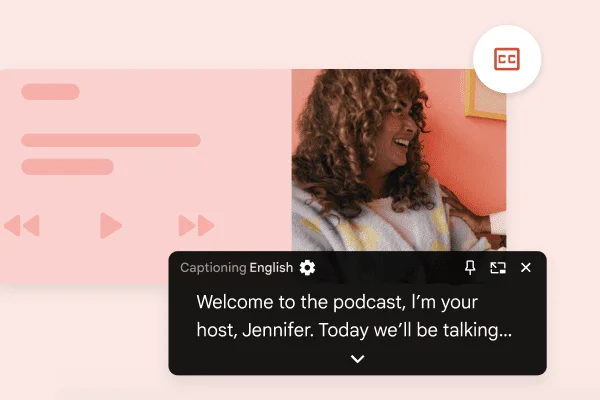 CC
Captioning English
Welcome to the podcast, I'm your
host, Jennifer. Today we'll be talking...